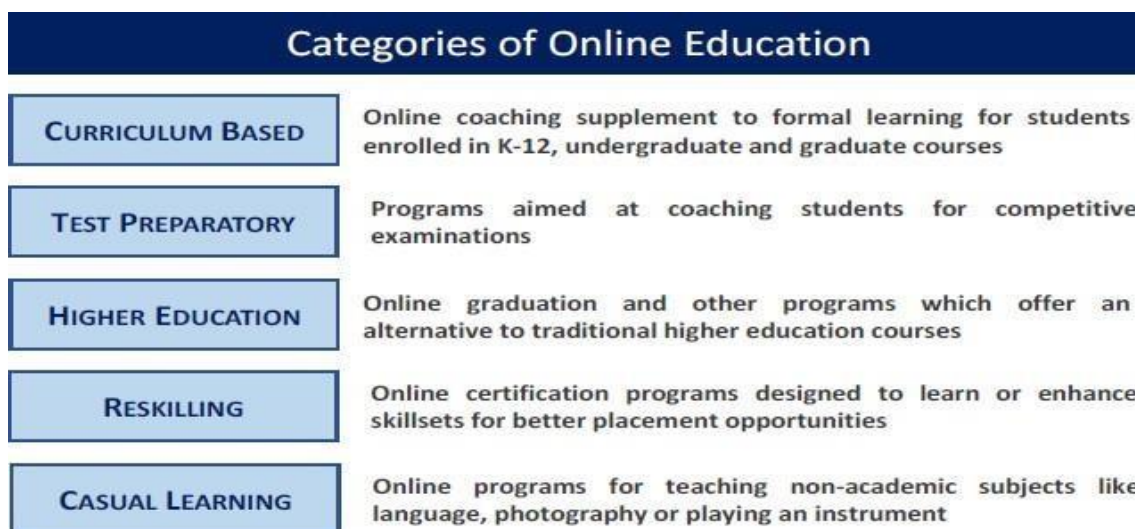 Categories of Online Education
CURRICULUM BASED
Online coaching supplement to formal learning for students
enrolled in K-12, undergraduate and graduate courses
TEST PREPARATORY
Programs aimed at coaching students for competitive
examinations
HIGHER EDUCATION
Online graduation and other programs which offer an
alternative to traditional higher education courses
RESKILLING
Online certification programs designed to learn or enhance
skillsets for better placement opportunities
CASUAL LEARNING
Online programs for teaching non-academic subjects like
language, photography or playing an instrument